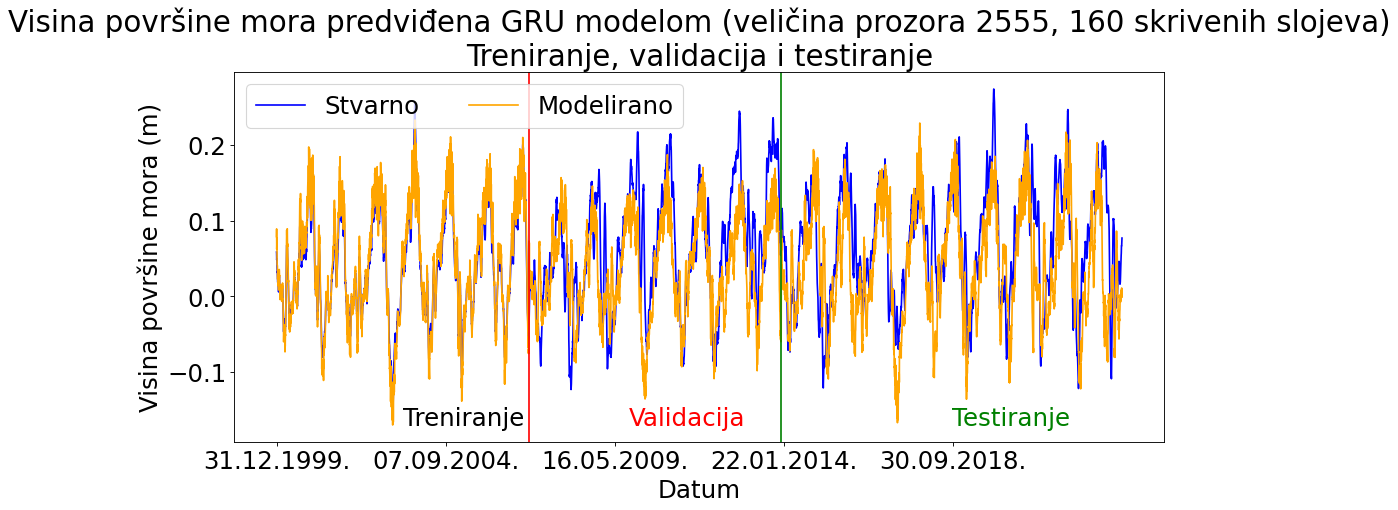 Visina površine mora predviđena GRU modelom (veličina prozora 2555, 160 skrivenih slojeva)
Treniranje, validacija i testiranje
Stvarno Modelirano
Visina površine mora (m)
0.2
0.1
0.0
−0.1
Treniranje Validacija Testiranje
31.12.1999. 07.09.2004. 16.05.2009. 22.01.2014. 30.09.2018.
Datum